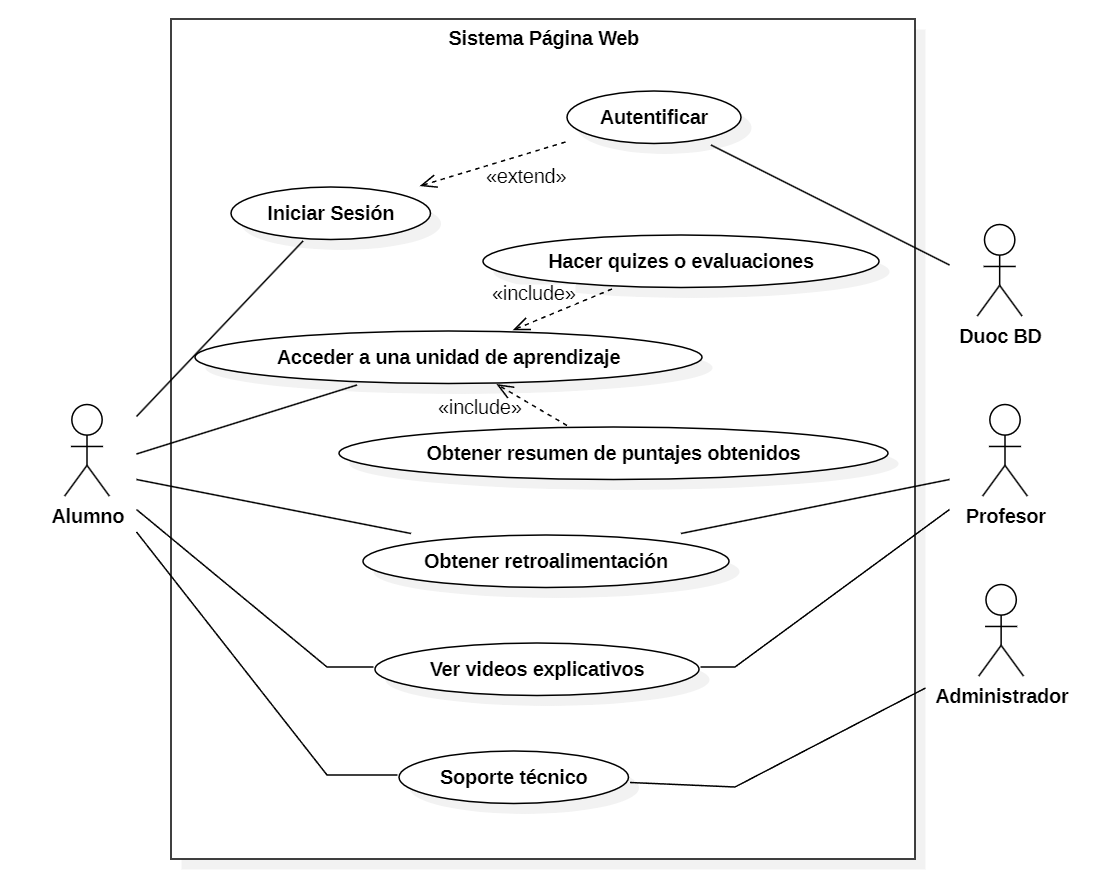 Sistema Página Web
Autentificar
«extend»
Iniciar Sesión
Hacer quizes o evaluaciones
«include»
Duoc BD
Acceder a una unidad de aprendizaje
«include»
Obtener resumen de puntajes obtenidos
Alumno
Profesor
Obtener retroalimentación
Ver videos explicativos
Administrador
Soporte técnico